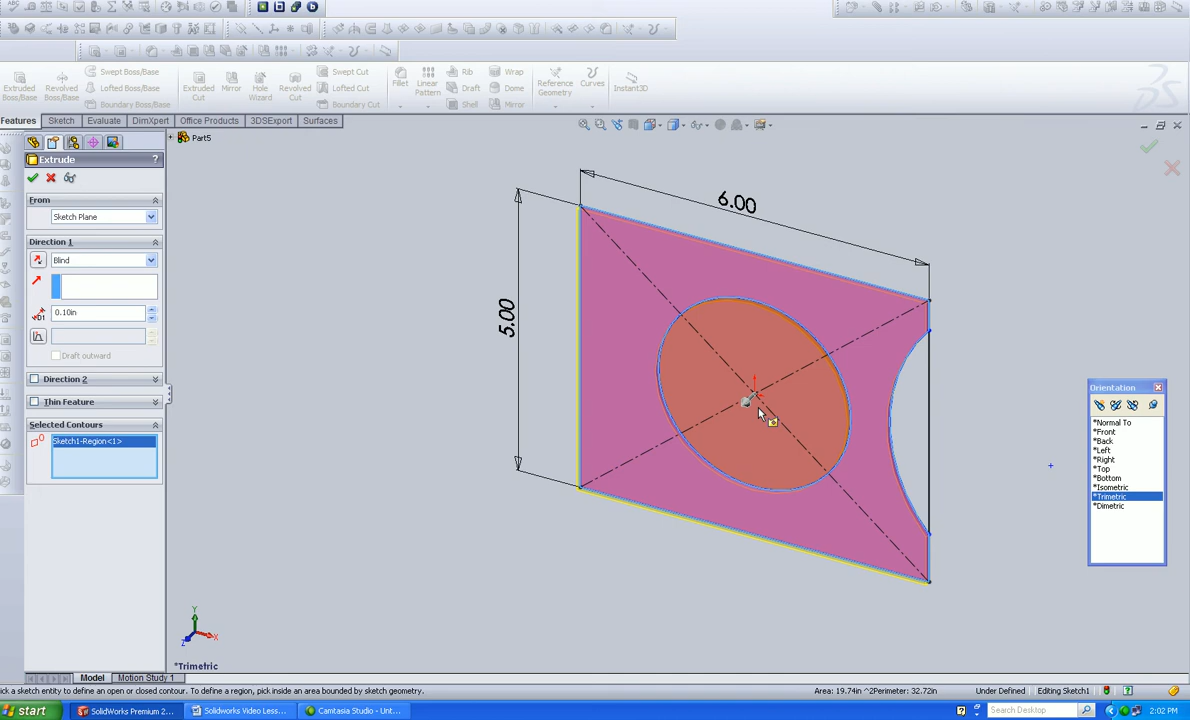 Extruded Boss/Base
Revolved Boss/Base
Swept Boss/Base
Lofted Boss/Base
Boundary Boss/Base
Extruded Cut
Mirror
Hole Wizard
Revolved Cut
Swept Cut
Lofted Cut
Boundary Cut
Fillet
Linear Pattern
Rib
Draft
Shell
Wrap
Dome
Mirror
Reference Geometry
Curves
Instant3D
Features
Sketch
Evaluate
DimXpert
Office Products
3DSExport
Surfaces
Part5
Extrude
?
From
Sketch Plane
Direction 1
Blind
D1
0.10in
Draft outward
Direction 2
Thin Feature
Selected Contours
Sketch1-Region<1>
6.00
5.00
Orientation
*Normal To
*Front
*Back
*Left
*Right
*Top
*Bottom
*Isometric
*Trimetric
*Dimetric
Y
X
Z
*Trimetric
Model
Motion Study 1
ick a sketch entity to define an open or closed contour. To define a region, pick inside an area bounded by sketch geometry.
Area: 19.74in ^2Perimeter: 32.72in
Under Defined
Editing Sketch1
start
SolidWorks Premium 2...
SolidWorks Video Less...
Camtasia Studio - Unt...
Search Desktop
2:02 PM